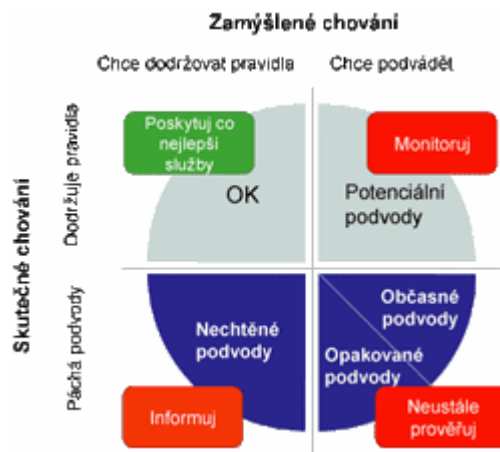 Zamýšlené chování
Chce dodržovat pravidla
Chce podvádět
Skutečné chování
Dodržuje pravidla
Páchá podvody
Poskytuj co
nejlepší
služby
OK
Monitoruj
Potenciální
podvody
Nechtěné
podvody
Informuj
Občasné
podvody
Opakované
podvody
Neustále
prověřuj